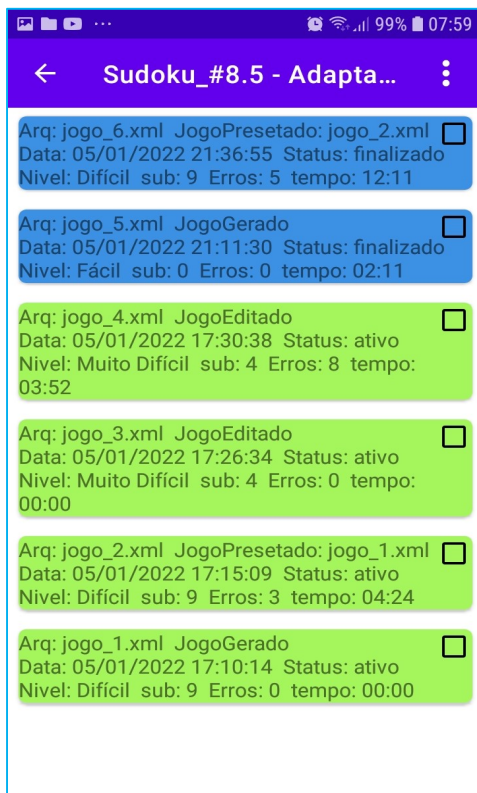 99% 07:59
Sudoku_#8.5 - Adapta...
Arq: jogo_6.xml JogoPresetado: jogo_2.xml
Data: 05/01/2022 21:36:55 Status: finalizado
Nivel: Difícil sub: 9 Erros: 5 tempo: 12:11
Arq: jogo_5.xml JogoGerado
Data: 05/01/2022 21:11:30 Status: finalizado
Nivel: Fácil sub: 0 Erros: 0 tempo: 02:11
Arq: jogo_4.xml JogoEditado
Data: 05/01/2022 17:30:38 Status: ativo
Nivel: Muito Difícil sub: 4 Erros: 8 tempo:
03:52
Arq: jogo_3.xml JogoEditado
Data: 05/01/2022 17:26:34 Status: ativo
Nivel: Muito Difícil sub: 4 Erros: 0 tempo:
00:00
Arq: jogo_2.xml JogoPresetado: jogo_1.xml
Data: 05/01/2022 17:15:09 Status: ativo
Nivel: Difícil sub: 9 Erros: 3 tempo: 04:24
Arq: jogo_1.xml JogoGerado
Data: 05/01/2022 17:10:14 Status: ativo
Nivel: Difícil sub: 9 Erros: 0 tempo: 00:00